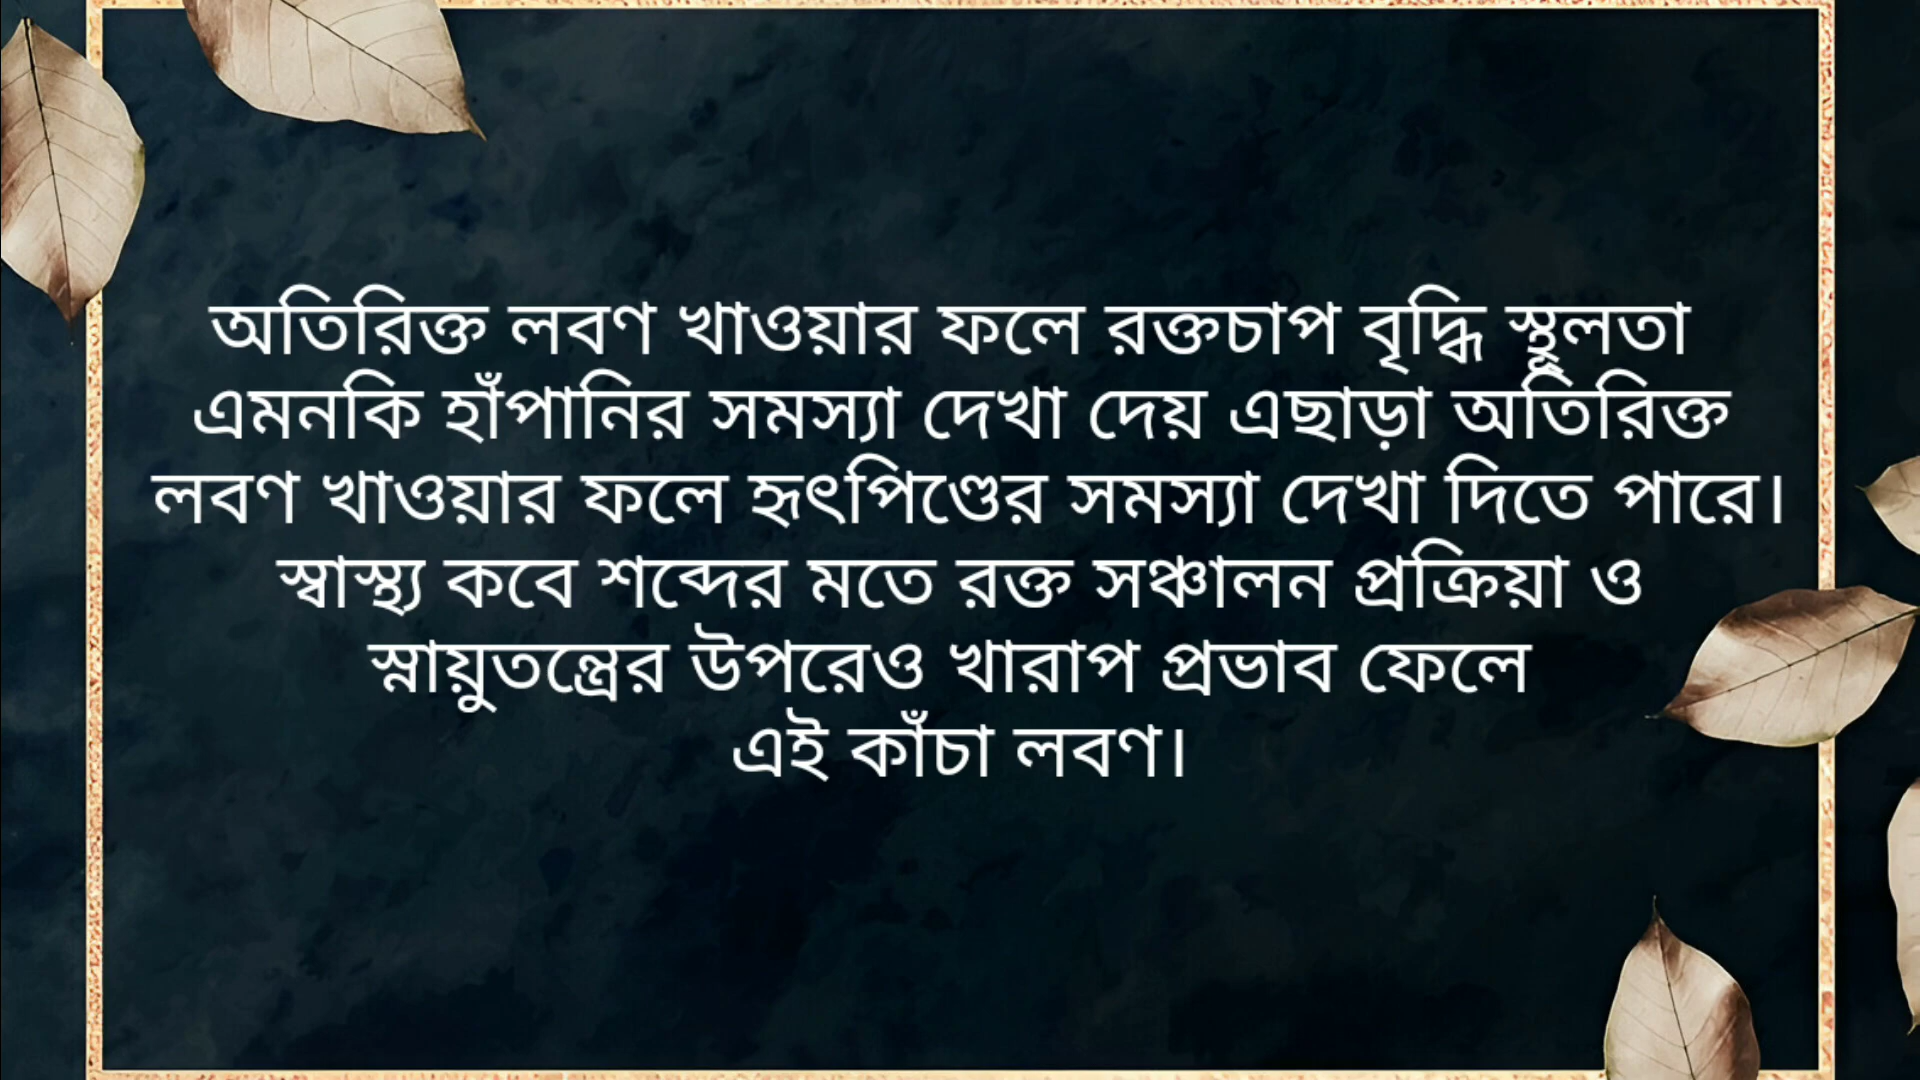 অতিরিক্ত লবণ খাওয়ার ফলে রক্তচাপ বৃদ্ধি স্থূলতা
এমনকি হাঁপানির সমস্যা দেখা দেয় এছাড়া অতিরিক্ত
লবণ খাওয়ার ফলে হৃৎপিণ্ডের সমস্যা দেখা দিতে পারে।
স্বাস্থ্য কবে শব্দের মতে রক্ত সঞ্চালন প্রক্রিয়া ও
স্নায়ুতন্ত্রের উপরেও খারাপ প্রভাব ফেলে
এই কাঁচা লবণ।